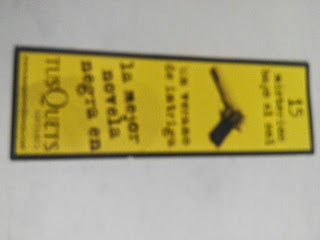 15
misterios
bajo el sol
un verano
de intriga
la mejor
novela
negra en
TUSQUETS
EDITORES